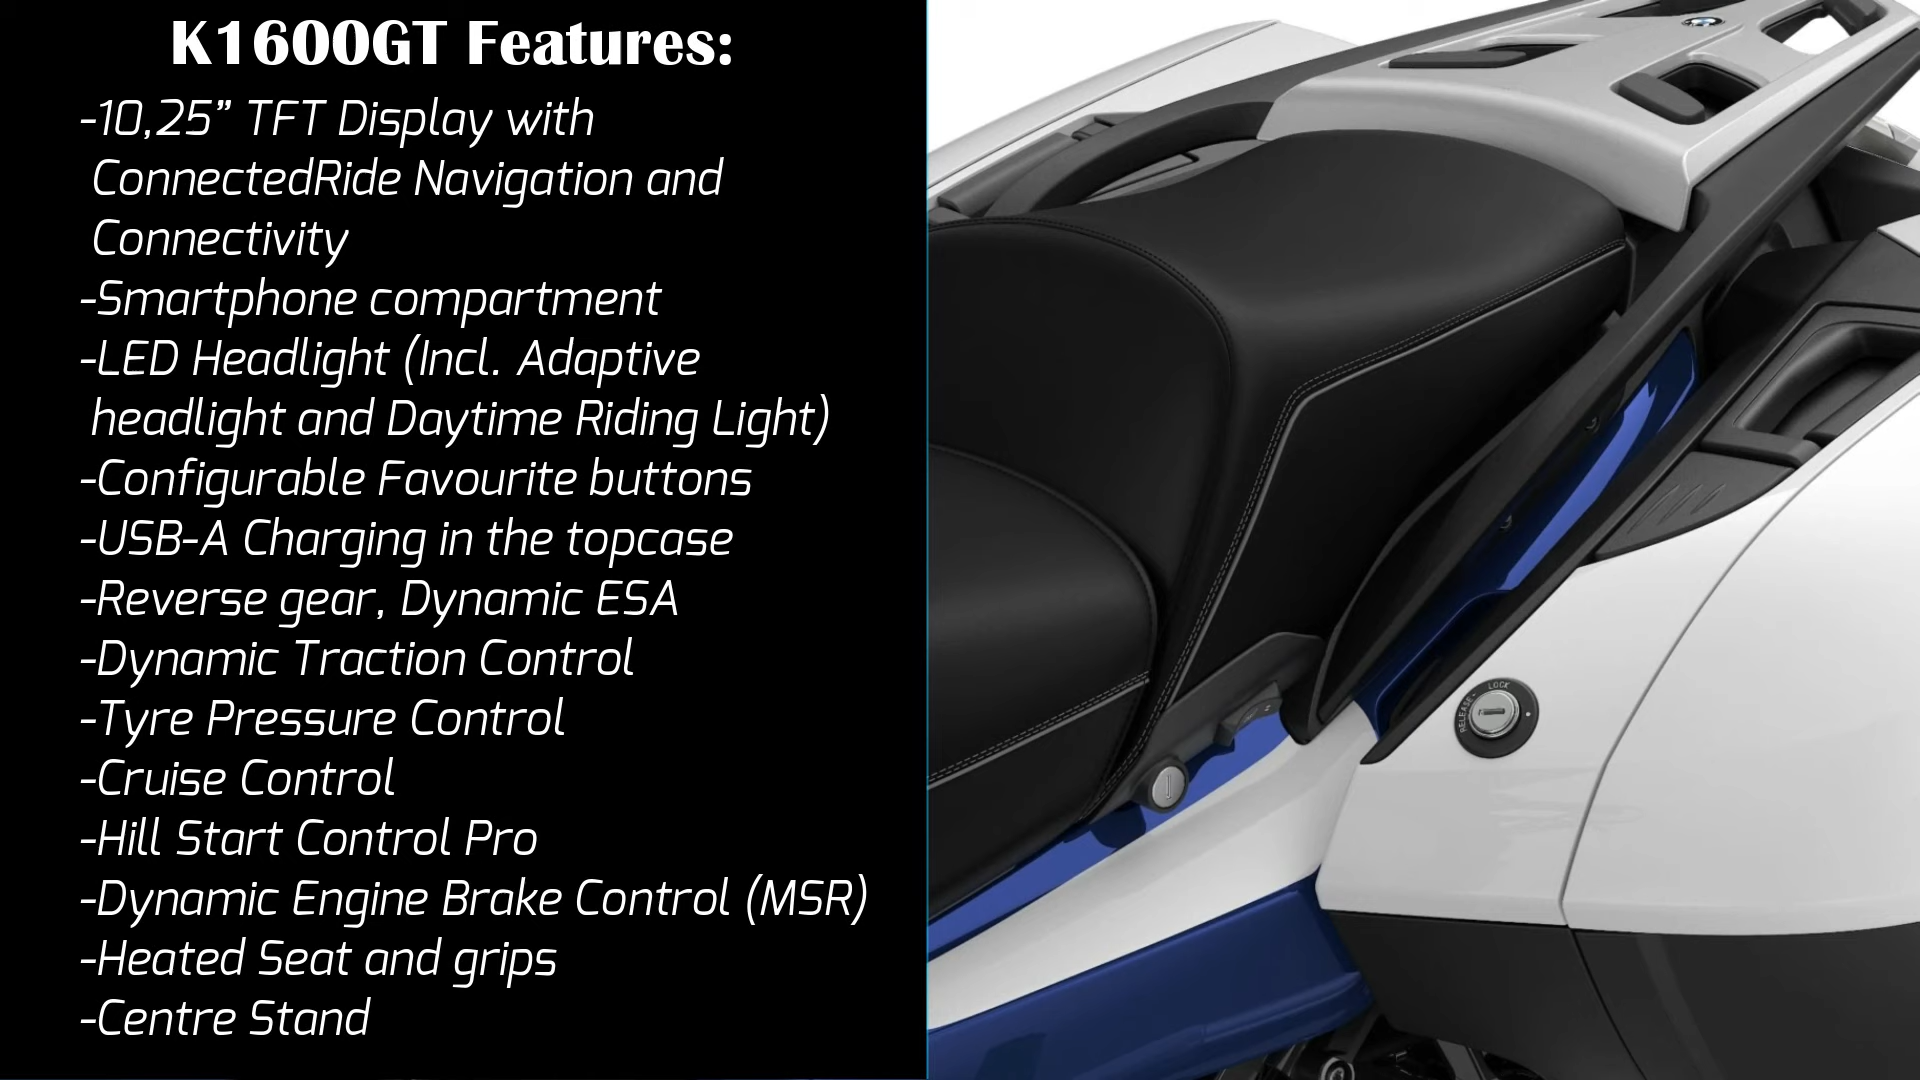 K1600GT Features:
-10,25” TFT Display with
ConnectedRide Navigation and
Connectivity
-Smartphone compartment
-LED Headlight (Incl. Adaptive
headlight and Daytime Riding Light)
-Configurable Favourite buttons
-USB-A Charging in the topcase
-Reverse gear, Dynamic ESA
-Dynamic Traction Control
-Tyre Pressure Control
-Cruise Control
-Hill Start Control Pro
-Dynamic Engine Brake Control (MSR)
-Heated Seat and grips
-Centre Stand
LOCK
RELEASE